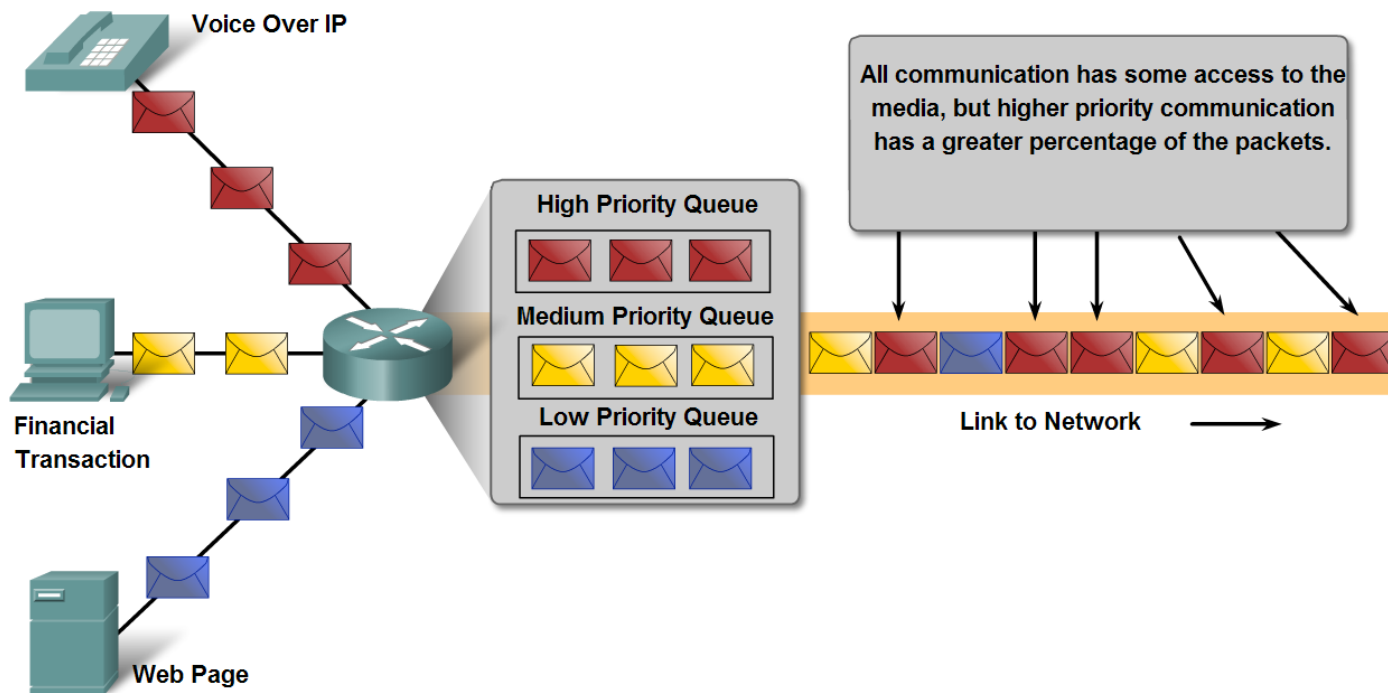 Voice Over IP
All communication has some access to the
media, but higher priority communication
has a greater percentage of the packets.
High Priority Queue
Medium Priority Queue
Low Priority Queue
Link to Network
Financial
Transaction
Web Page